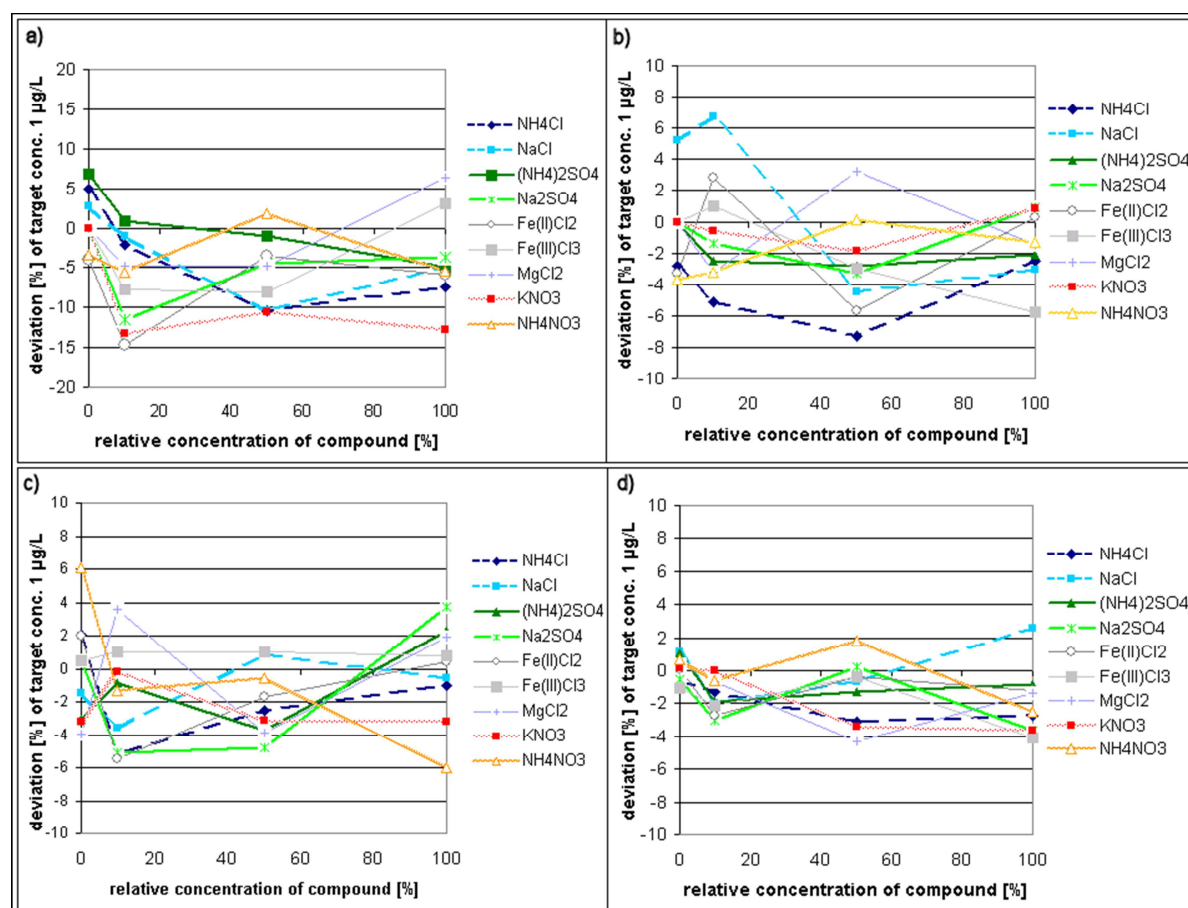 a)
deviation [%] of target conc. 1 µg/L
20
15
10
5
0
-5
-10
-15
-20
0 20 40 60 80 100
relative concentration of compound [%]
NH4Cl
NaCl
(NH4)2SO4
Na2SO4
Fe(II)Cl2
Fe(III)Cl3
MgCl2
KNO3
NH4NO3
b)
deviation [%] of target conc. 1 µg/L
10
8
6
4
2
0
-2
-4
-6
-8
-10
0 20 40 60 80 100
relative concentration of compound [%]
NH4Cl
NaCl
(NH4)2SO4
Na2SO4
Fe(II)Cl2
Fe(III)Cl3
MgCl2
KNO3
NH4NO3
c)
deviation [%] of target conc. 1 µg/L
10
8
6
4
2
0
-2
-4
-6
-8
-10
0 20 40 60 80 100
relative concentration of compound [%]
NH4Cl
NaCl
(NH4)2SO4
Na2SO4
Fe(II)Cl2
Fe(III)Cl3
MgCl2
KNO3
NH4NO3
d)
deviation [%] of target conc. 1 µg/L
10
8
6
4
2
0
-2
-4
-6
-8
-10
0 20 40 60 80 100
relative concentration of compound [%]
NH4Cl
NaCl
(NH4)2SO4
Na2SO4
Fe(II)Cl2
Fe(III)Cl3
MgCl2
KNO3
NH4NO3